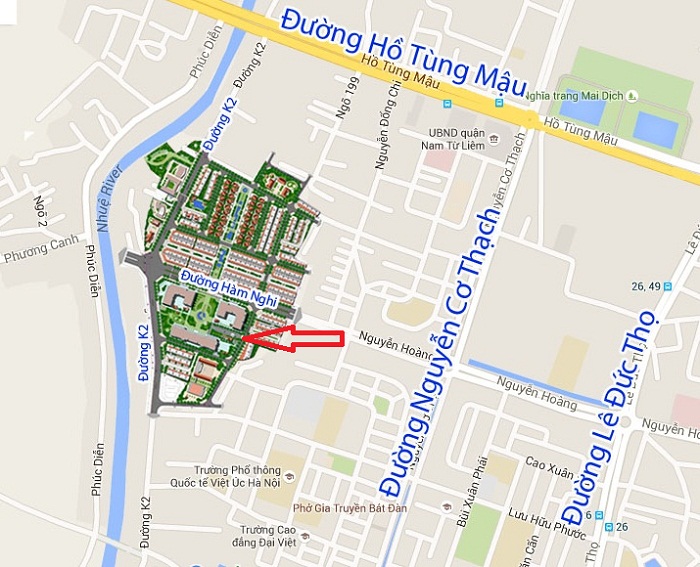 Đường Hồ Tùng Mậu
Phúc Diễn
Đường K2
Đường K2
Hồ Tùng Mậu
Ngõ 199
Nguyễn Đổng Chi
Nghĩa trang Mai Dịch
Hồ Tùng Mậu
UBND quận
Nam Từ Liêm
Nguyễn Cơ Thạch
Nhuệ River
Ngõ 2
Phương Canh
Phúc Diễn
Đường Hàm Nghi
Đường Nguyễn Cơ Thạch
Lê Đức
26, 49
Đường K2
Nguyễn Hoàng
Nguyễn Hoàng
Nguyễn Hoàng
Đường Lê Đức Thọ
Phúc Diễn
Trường Phổ thông
Quốc tế Việt Úc Hà Nội
Cao Xuân
Bùi Xuân Phái
Phở Gia Truyền Bát Đàn
Lưu Hữu Phước
6
26
Đường K2
Trường Cao
đẳng Đại Việt
Thọ